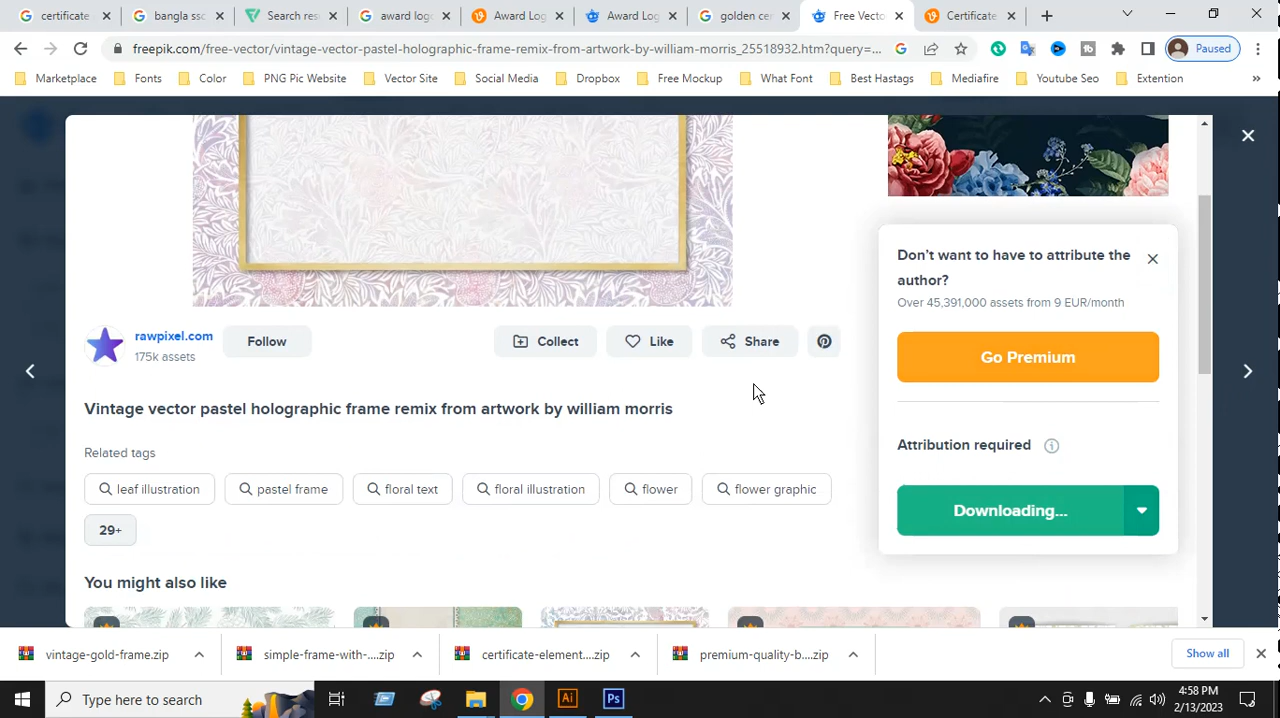 certificate
bangla ssc
Search res
award logo
Award Log
Award Log
golden cer
Free Vecto
Certificate
freepik.com/free-vector/vintage-vector-pastel-holographic-frame-remix-from-artwork-by-william-morris_25518932.htm?query=...
Paused
Marketplace
Fonts
Color
PNG Pic Website
Vector Site
Social Media
Dropbox
Free Mockup
What Font
Best Hastags
Mediafire
Youtube Seo
Extention
»
Don't want to have to attribute the
author?
Over 45,391,000 assets from 9 EUR/month
Go Premium
rawpixel.com
175k assets
Follow
Collect
Like
Share
Vintage vector pastel holographic frame remix from artwork by william morris
Attribution required
Related tags
leaf illustration
pastel frame
floral text
floral illustration
flower
flower graphic
Downloading...
29+
You might also like
vintage-gold-frame.zip
simple-frame-with-....zip
certificate-element....zip
premium-quality-b....zip
Show all
Type here to search
Ai
Ps
4:58 PM
2/13/2023